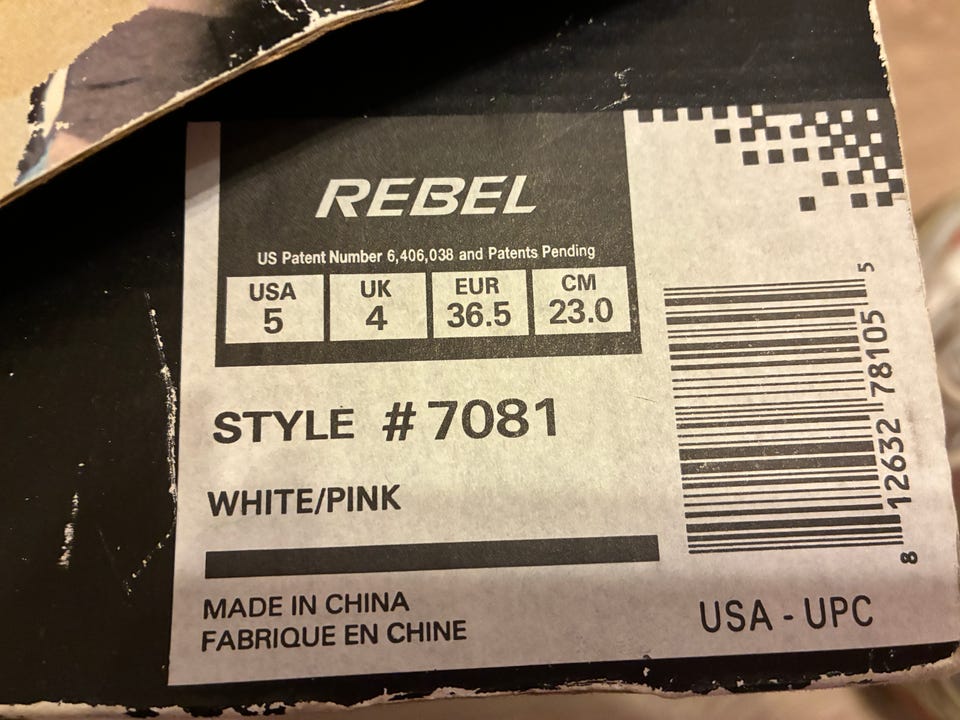 REBEL
US Patent Number 6,406,038 and Patents Pending
USA UK EUR CM
5 4 36.5 23.0
STYLE # 7081
WHITE/PINK
MADE IN CHINA
FABRIQUE EN CHINE
8 12632 78105 5
USA - UPC